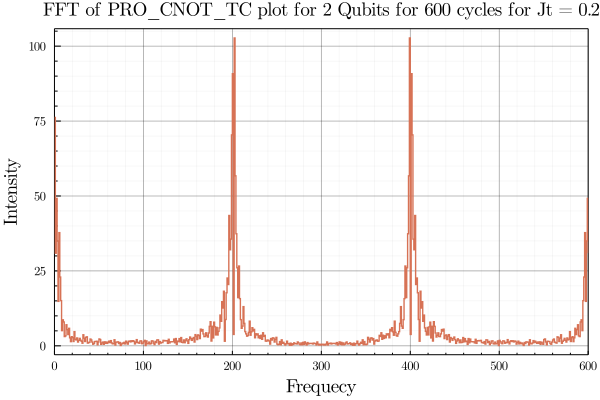 FFT of PRO_CNOT_TC plot for 2 Qubits for 600 cycles for Jt = 0.2
100
75
50
25
0
Intensity
0 100 200 300 400 500 600
Frequecy